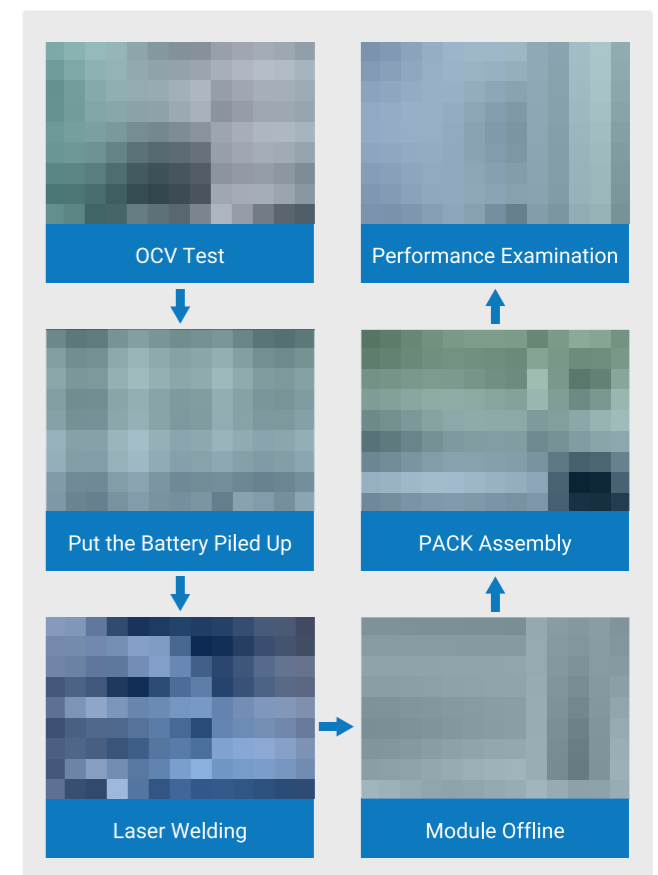 OCV Test
Put the Battery Piled Up
Laser Welding
Module Offline
PACK Assembly
Performance Examination